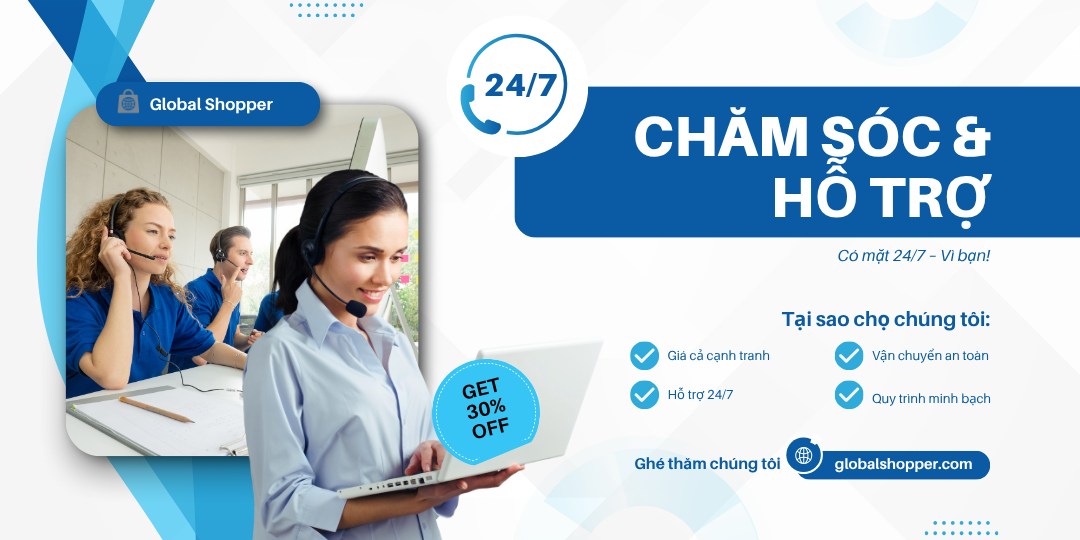 Global Shopper
24/7
CHĂM SÓC &
HỖ TRỢ
Có mặt 24/7 – Vì bạn!
Tại sao chọ chúng tôi:
Giá cả cạnh tranh
Vận chuyển an toàn
Hỗ trợ 24/7
Quy trình minh bạch
GET
30%
OFF
Ghé thăm chúng tôi
globalshopper.com